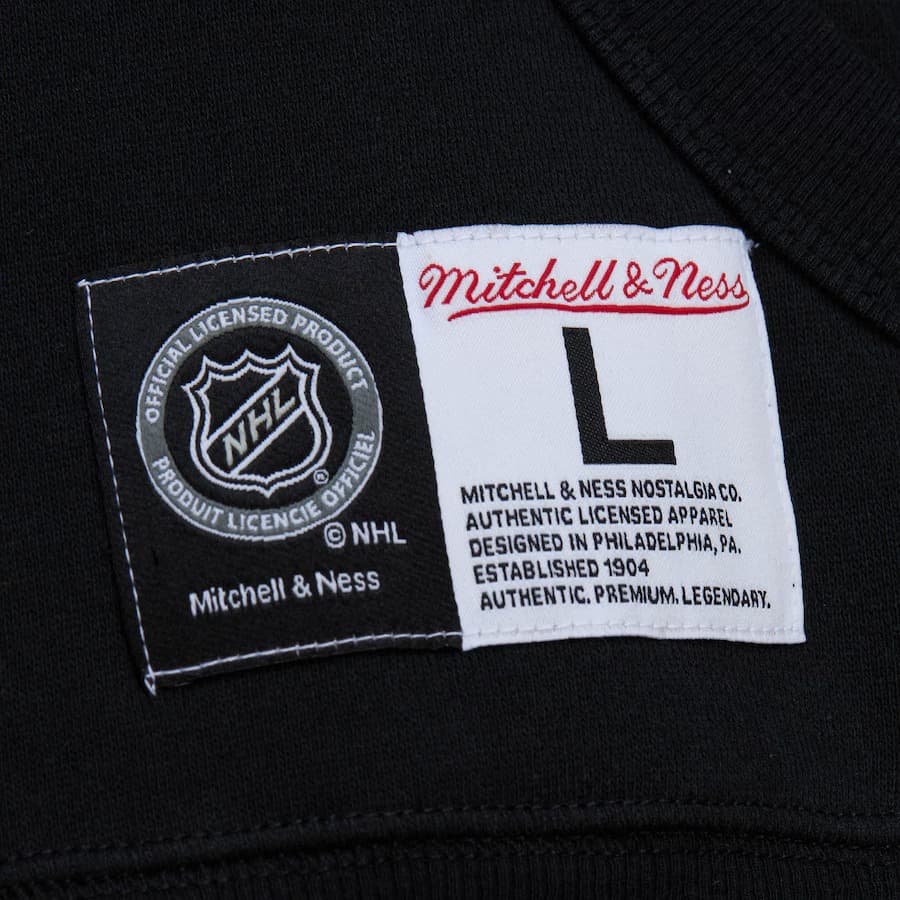 OFFICIAL LICENSED PRODUCT
NHL
®
PRODUIT LICENCIE OFFICIEL
© NHL
Mitchell & Ness
Mitchell & Ness
L
MITCHELL & NESS NOSTALGIA CO.
AUTHENTIC LICENSED APPAREL
DESIGNED IN PHILADELPHIA, PA.
ESTABLISHED 1904
AUTHENTIC. PREMIUM. LEGENDARY.